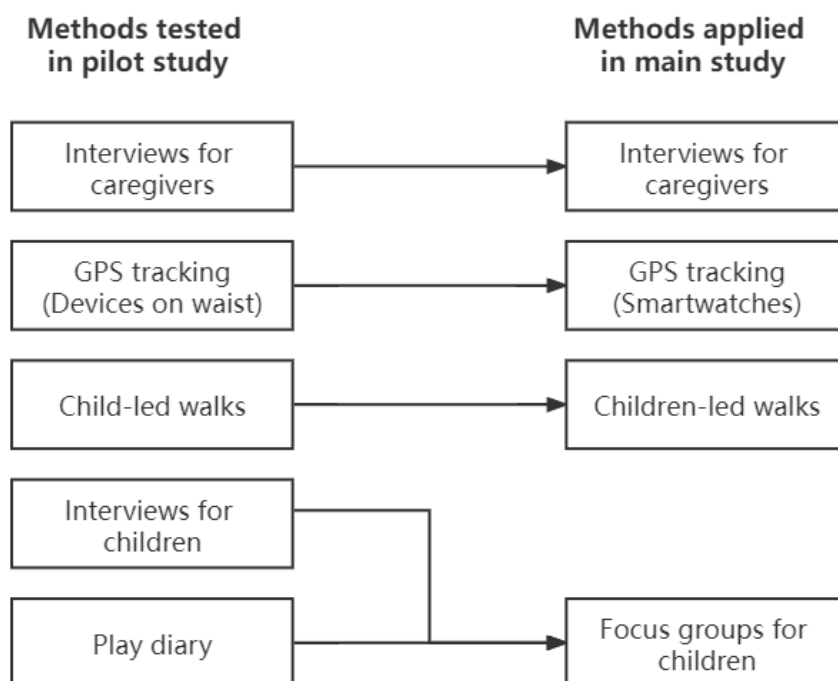 Methods tested
in pilot study
Methods applied
in main study
Interviews for
caregivers
Interviews for
caregivers
GPS tracking
(Devices on waist)
GPS tracking
(Smartwatches)
Child-led walks
Children-led walks
Interviews for
children
Play diary
Focus groups for
children